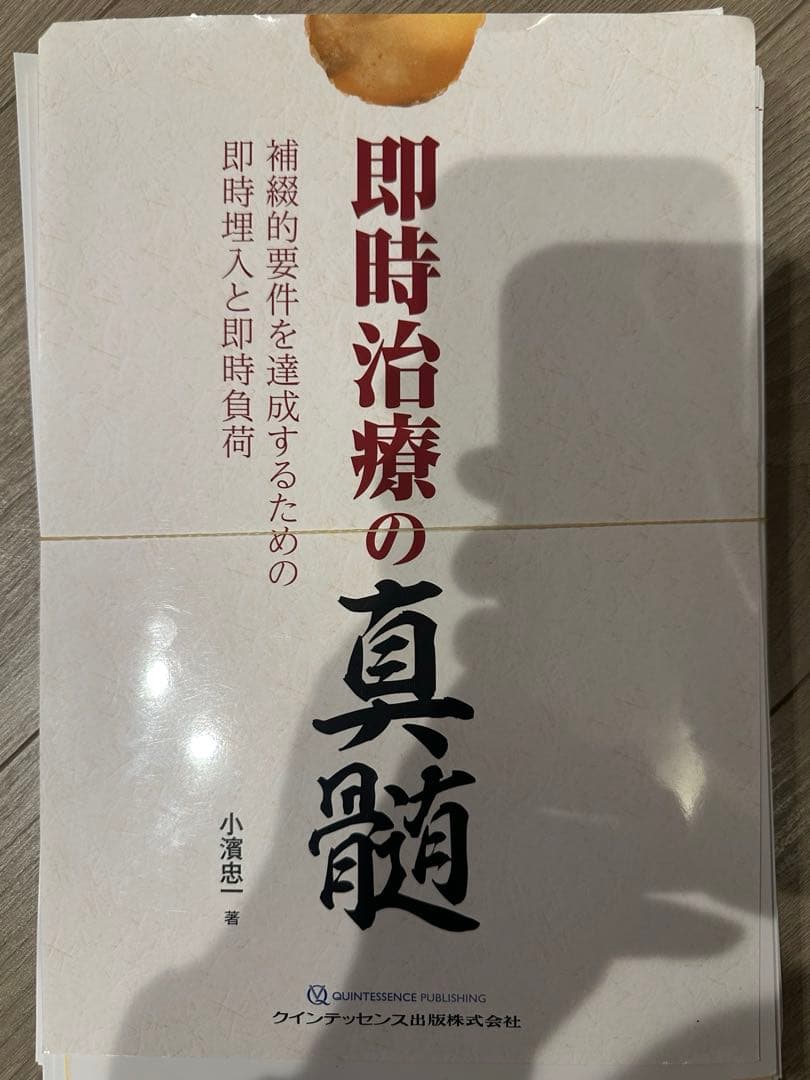 即時治療の真髄
補綴的要件を達成するための
即時埋入と即時負荷
小濱忠一 著
QUINTESSENCE PUBLISHING
クインテッセンス出版株式会社